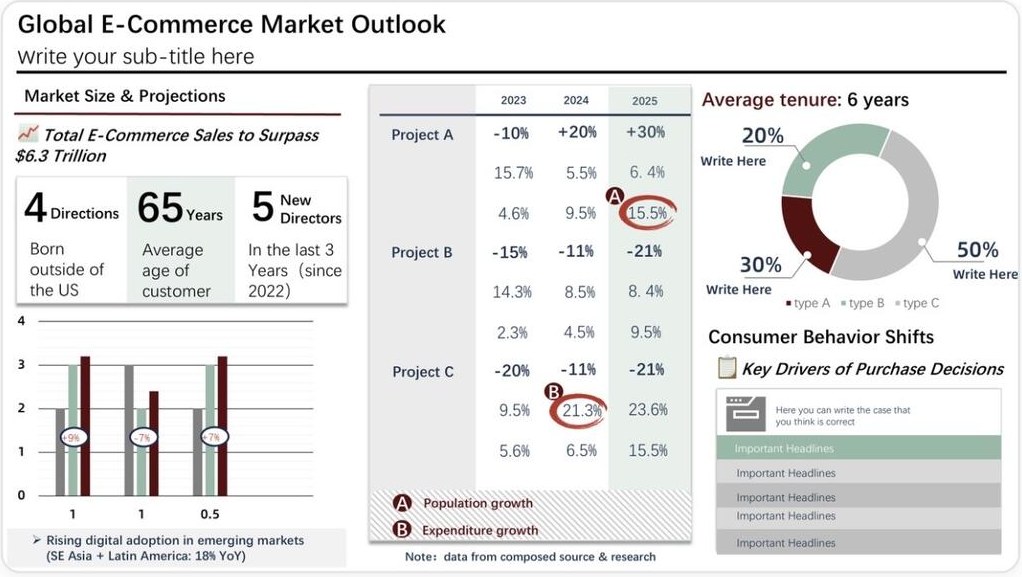 Global E-Commerce Market Outlook
Write your sub-title here
Market Size & Projections
Total E-Commerce Sales to Surpass
$6.3 Trillion
4 Directions
Born
outside of
the US
65 Years
Average
age of
customer
5 New
Directors
In the last 3
Years (since
2022)
4
3
2
1
0
+9%
-7%
+7%
1 1 0.5
Rising digital adoption in emerging markets
(SE Asia + Latin America: 18% YoY)
2023 2024 2025
Project A -10% +20% +30%
15.7% 5.5% 6. 4%
A
4.6% 9.5% 15.5%
Project B -15% -11% -21%
14.3% 8.5% 8. 4%
2.3% 4.5% 9.5%
Project C -20% -11% -21%
B
9.5% 21.3% 23.6%
5.6% 6.5% 15.5%
A Population growth
B Expenditure growth
Note: data from composed source & research
Average tenure: 6 years
20%
Write Here
50%
Write Here
30%
Write Here
type A type B type C
Consumer Behavior Shifts
Key Drivers of Purchase Decisions
Here you can write the case that
you think is correct
Important Headlines
Important Headlines
Important Headlines
Important Headlines
Important Headlines